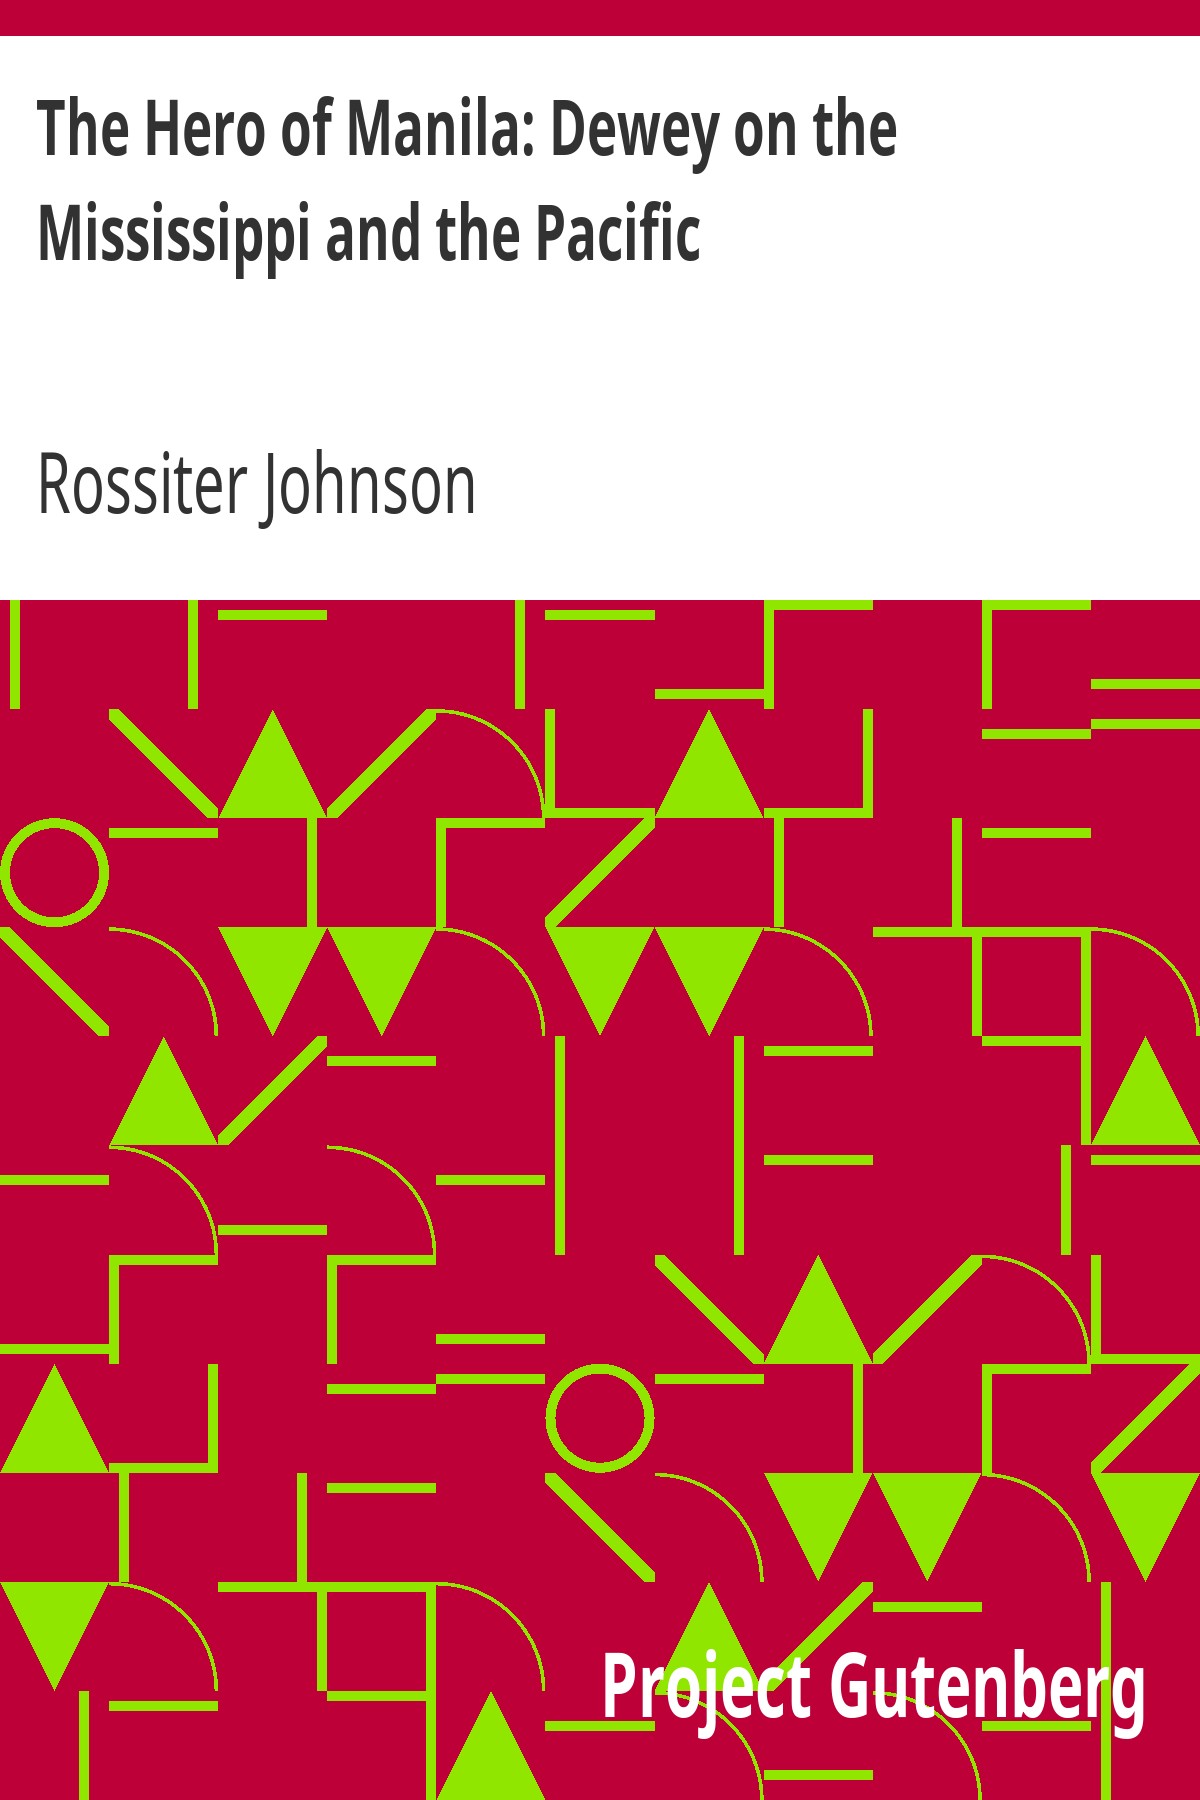 The Hero of Manila: Dewey on the
Mississippi and the Pacific
Rossiter Johnson
Project Gutenberg